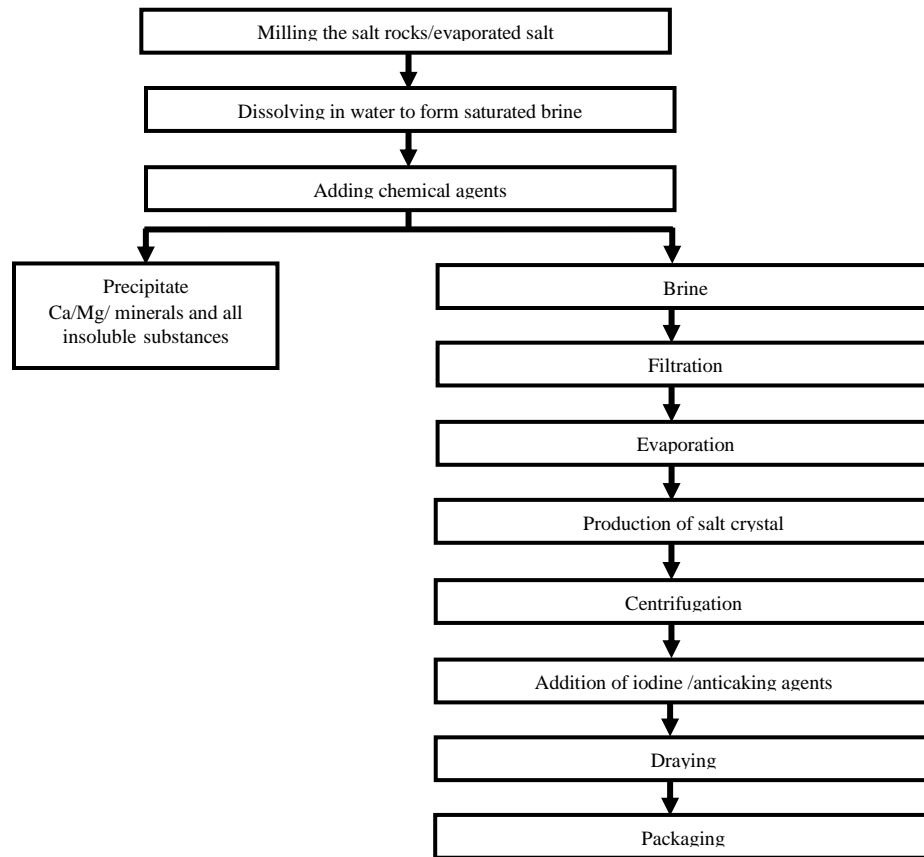 Milling the salt rocks/evaporated salt
Dissolving in water to form saturated brine
Adding chemical agents
Precipitate
Ca/Mg/ minerals and all
insoluble substances
Brine
Filtration
Evaporation
Production of salt crystal
Centrifugation
Addition of iodine /anticaking agents
Draying
Packaging